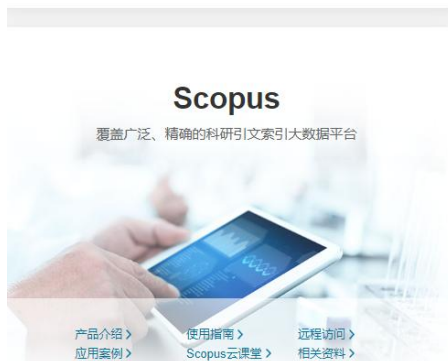 Scopus
覆盖广泛、精确的科研引文索引大数据平台
产品介绍 > 使用指南 > 远程访问 >
应用案例 > Scopus云课堂 > 相关资料 >